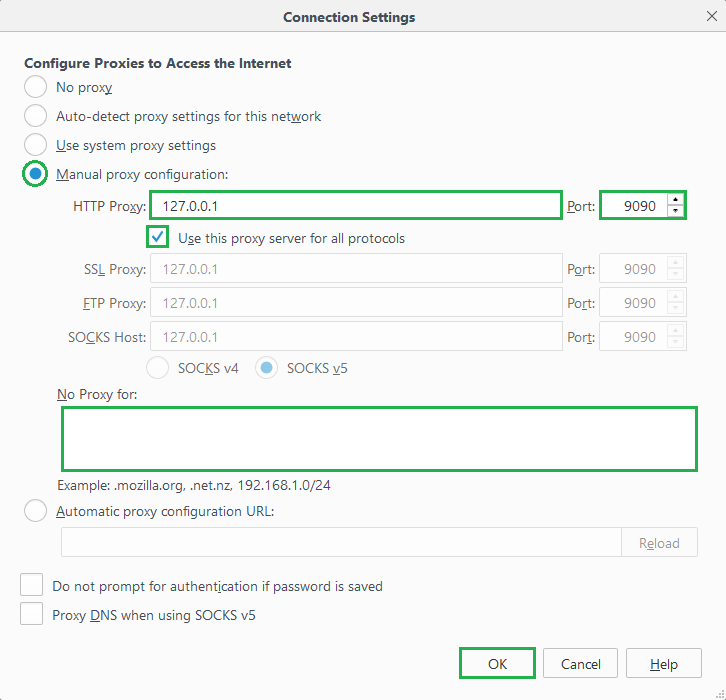 Connection Settings
Configure Proxies to Access the Internet
No proxy
Auto-detect proxy settings for this network
Use system proxy settings
Manual proxy configuration:
HTTP Proxy: 127.0.0.1 Port: 9090
Use this proxy server for all protocols
SSL Proxy: 127.0.0.1 Port: 9090
FTP Proxy: 127.0.0.1 Port: 9090
SOCKS Host: 127.0.0.1 Port: 9090
SOCKS v4 SOCKS v5
No Proxy for:
Example: .mozilla.org, .net.nz, 192.168.1.0/24
Automatic proxy configuration URL:
Reload
Do not prompt for authentication if password is saved
Proxy DNS when using SOCKS v5
OK Cancel Help